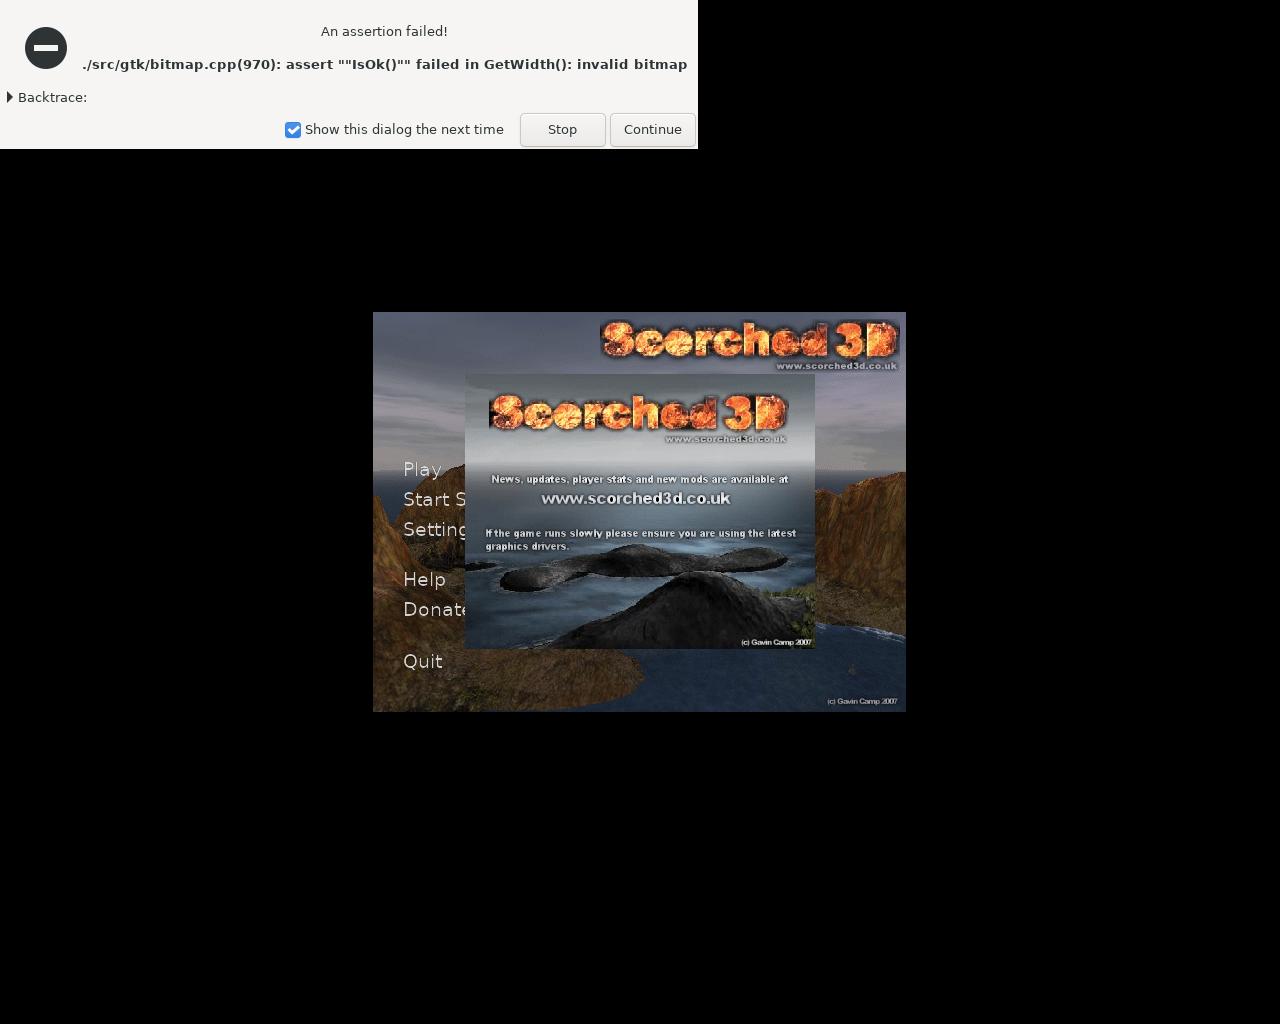 An assertion failed!
./src/gtk/bitmap.cpp(970): assert ""IsOk()"" failed in GetWidth(): invalid bitmap
Backtrace:
Show this dialog the next time
Stop
Continue
Scorched 3D
www.scorched3d.co.uk
Scorched 3D
www.scorched3d.co.uk
News, updates, player stats and new mods are available at
www.scorched3d.co.uk
If the game runs slowly please ensure you are using the latest
graphics drivers.
(c) Gavin Camp 2007
Play
Start S
Setting
Help
Donate
Quit
(c) Gavin Camp 2007